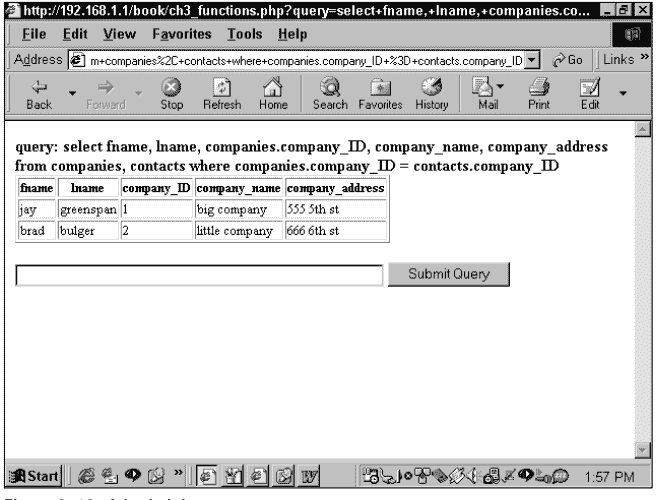 http://192.168.1.1/book/ch3_functions.php?query=select+fname,+lname,+companies.co...
File Edit View Favorites Tools Help
Address m+companies%2C+contacts+where+companies.company_ID+%3D+contacts.company_ID Go Links »
Back Forward Stop Refresh Home Search Favorites History Mail Print Edit
query: select fname, lname, companies.company_ID, company_name, company_address
from companies, contacts where companies.company_ID = contacts.company_ID
fname lname company_ID company_name company_address
jay greenspan 1 big company 555 5th st
brad bulger 2 little company 666 6th st
Submit Query
Start » 1:57 PM